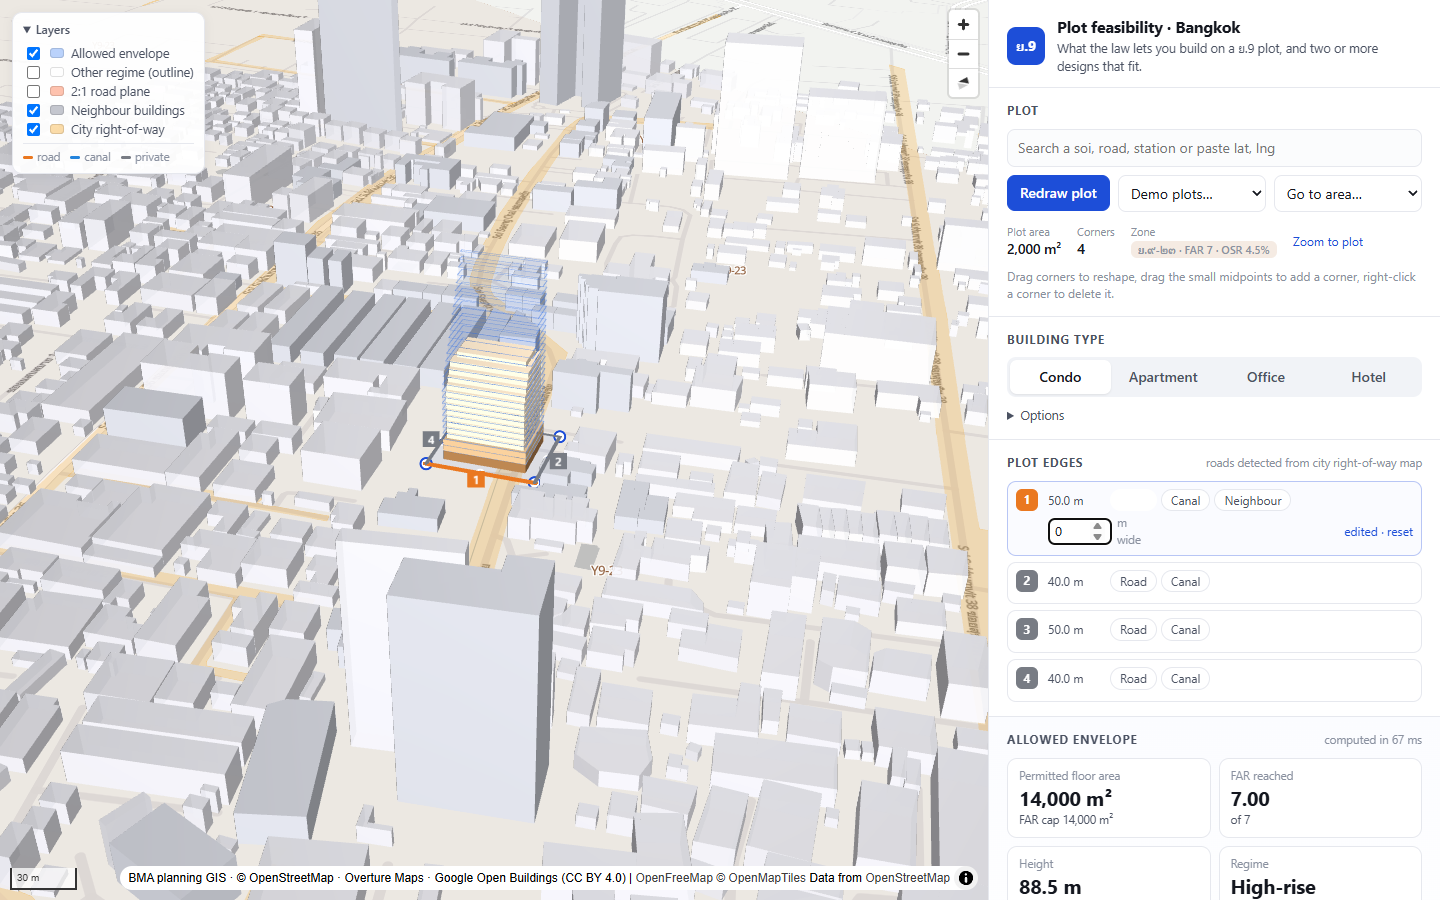 ▼ Layers
Allowed envelope
Other regime (outline)
2:1 road plane
Neighbour buildings
City right-of-way
road canal private
4
2
1
30 m
BMA planning GIS · © OpenStreetMap · Overture Maps · Google Open Buildings (CC BY 4.0) | OpenFreeMap © OpenMapTiles Data from OpenStreetMap
ย.9
Plot feasibility · Bangkok
What the law lets you build on a ย.9 plot, and two or more
designs that fit.
PLOT
Search a soi, road, station or paste lat, lng
Redraw plot
Demo plots...
Go to area...
Plot area Corners Zone
2,000 m² 4 ย.๙-๒๓ · FAR 7 · OSR 4.5% Zoom to plot
Drag corners to reshape, drag the small midpoints to add a corner, right-click
a corner to delete it.
BUILDING TYPE
Condo Apartment Office Hotel
▶ Options
PLOT EDGES roads detected from city right-of-way map
1 50.0 m Canal Neighbour
0 m wide edited · reset
2 40.0 m Road Canal
3 50.0 m Road Canal
4 40.0 m Road Canal
ALLOWED ENVELOPE computed in 67 ms
Permitted floor area
14,000 m²
FAR cap 14,000 m²
FAR reached
7.00
of 7
Height
88.5 m
Regime
High-rise